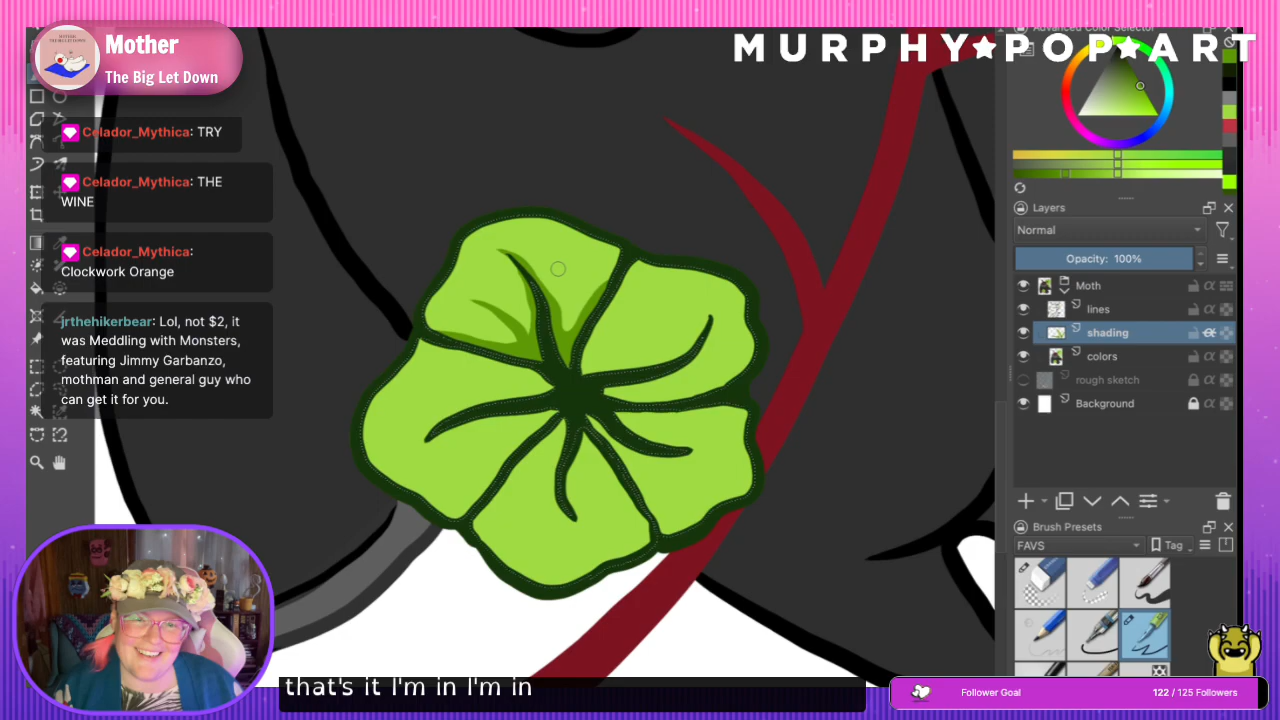 Mother
The Big Let Down
MURPHY★POP★ART
Advanced Color Selector
Celador_Mythica: TRY
Celador_Mythica: THE
WINE
Celador_Mythica:
Clockwork Orange
jrthehikerbear: Lol, not $2, it
was Meddling with Monsters,
featuring Jimmy Garbanzo,
mothman and general guy who
can get it for you.
Layers
Normal
Opacity: 100%
Moth
lines
shading
colors
rough sketch
Background
Brush Presets
FAVS
Tag
that's it I'm in I'm in
Follower Goal
122 / 125 Followers